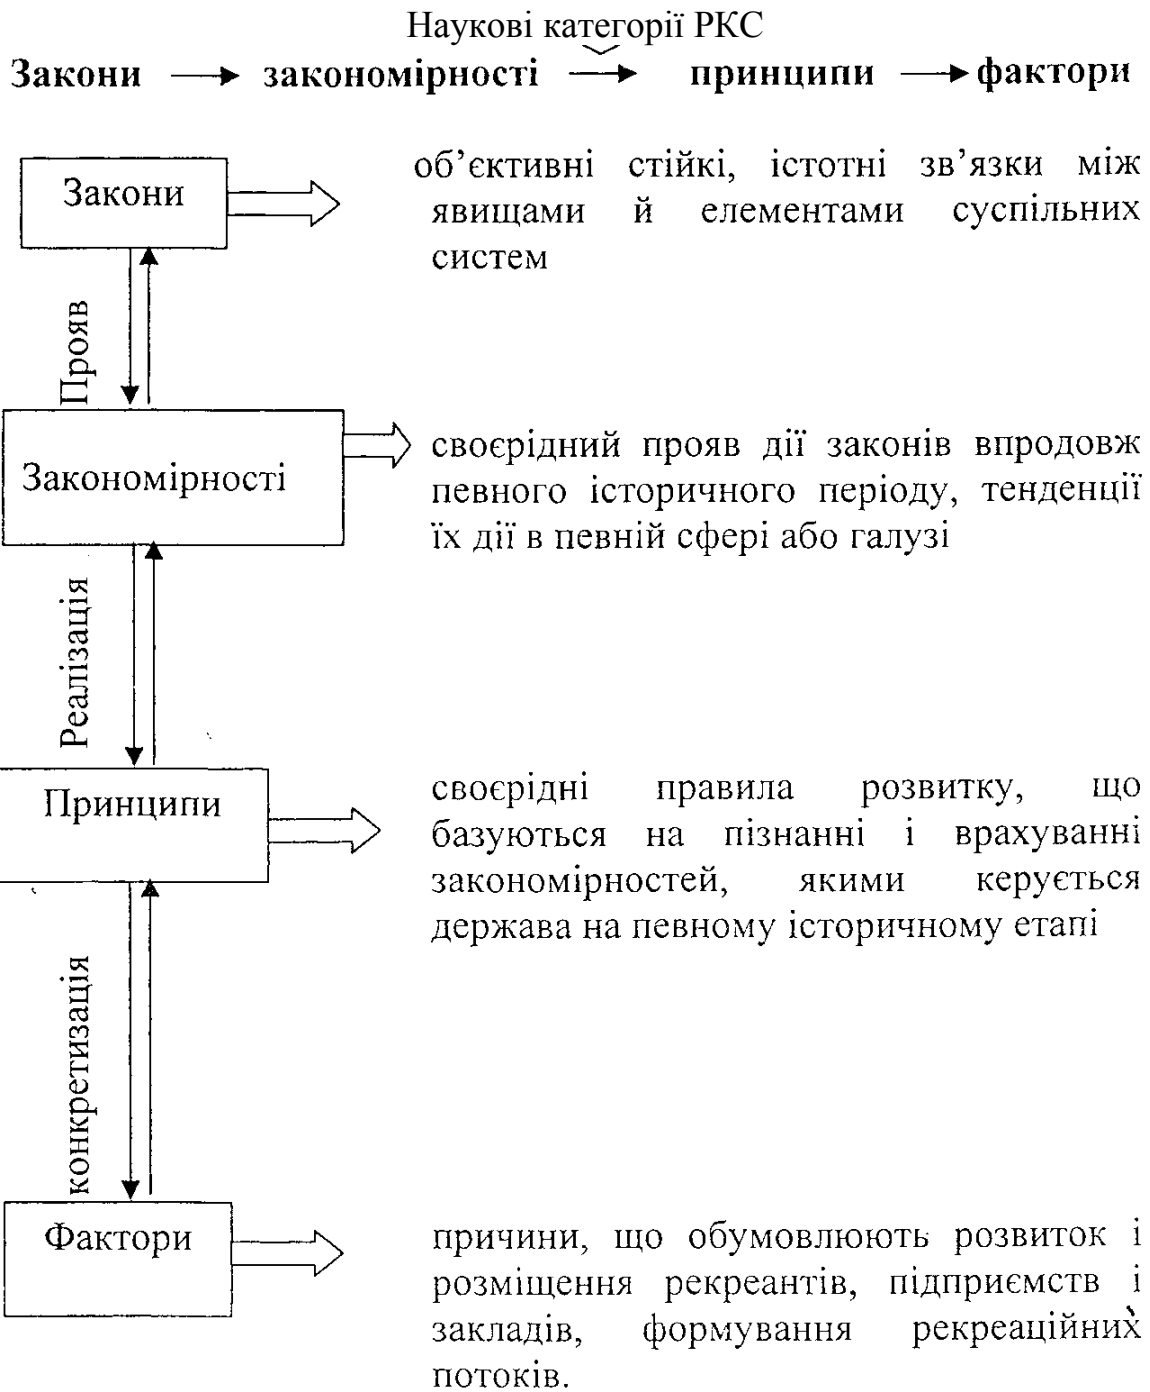 Наукові категорії РКС
Закони → закономірності → принципи → фактори
Закони
об’єктивні стійкі, істотні зв’язки між
явищами й елементами суспільних
систем
Прояв
Закономірності
своєрідний прояв дії законів впродовж
певного історичного періоду, тенденції
їх дії в певній сфері або галузі
Реалізація
Принципи
своєрідні правила розвитку, що
базуються на пізнанні і врахуванні
закономірностей, якими керується
держава на певному історичному етапі
конкретизація
Фактори
причини, що обумовлюють розвиток і
розміщення рекреантів, підприємств і
закладів, формування рекреаційних
потоків.